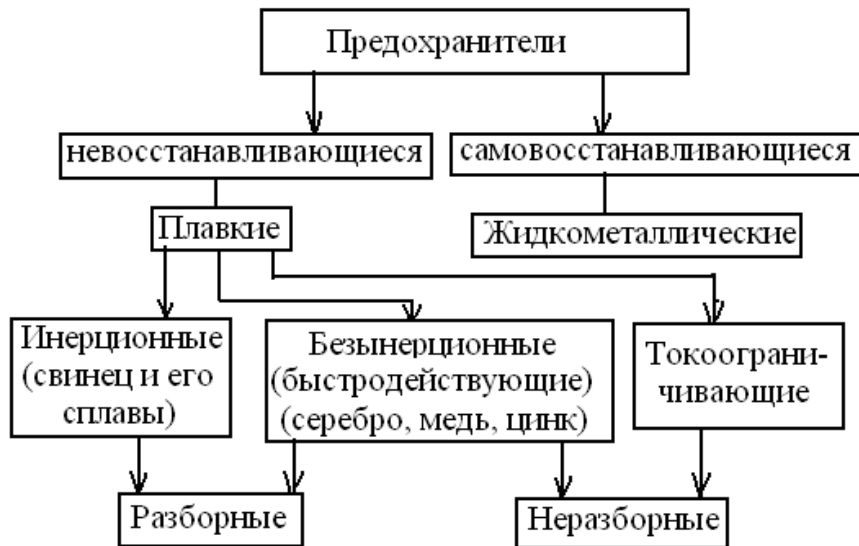 Предохранители
невосстанавливающиеся
самовосстанавливающиеся
Плавкие
Жидкометаллические
Инерционные
(свинец и его
сплавы)
Безынерционные
(быстродействующие)
(серебро, медь, цинк)
Токоограни-
чивающие
Разборные
Неразборные